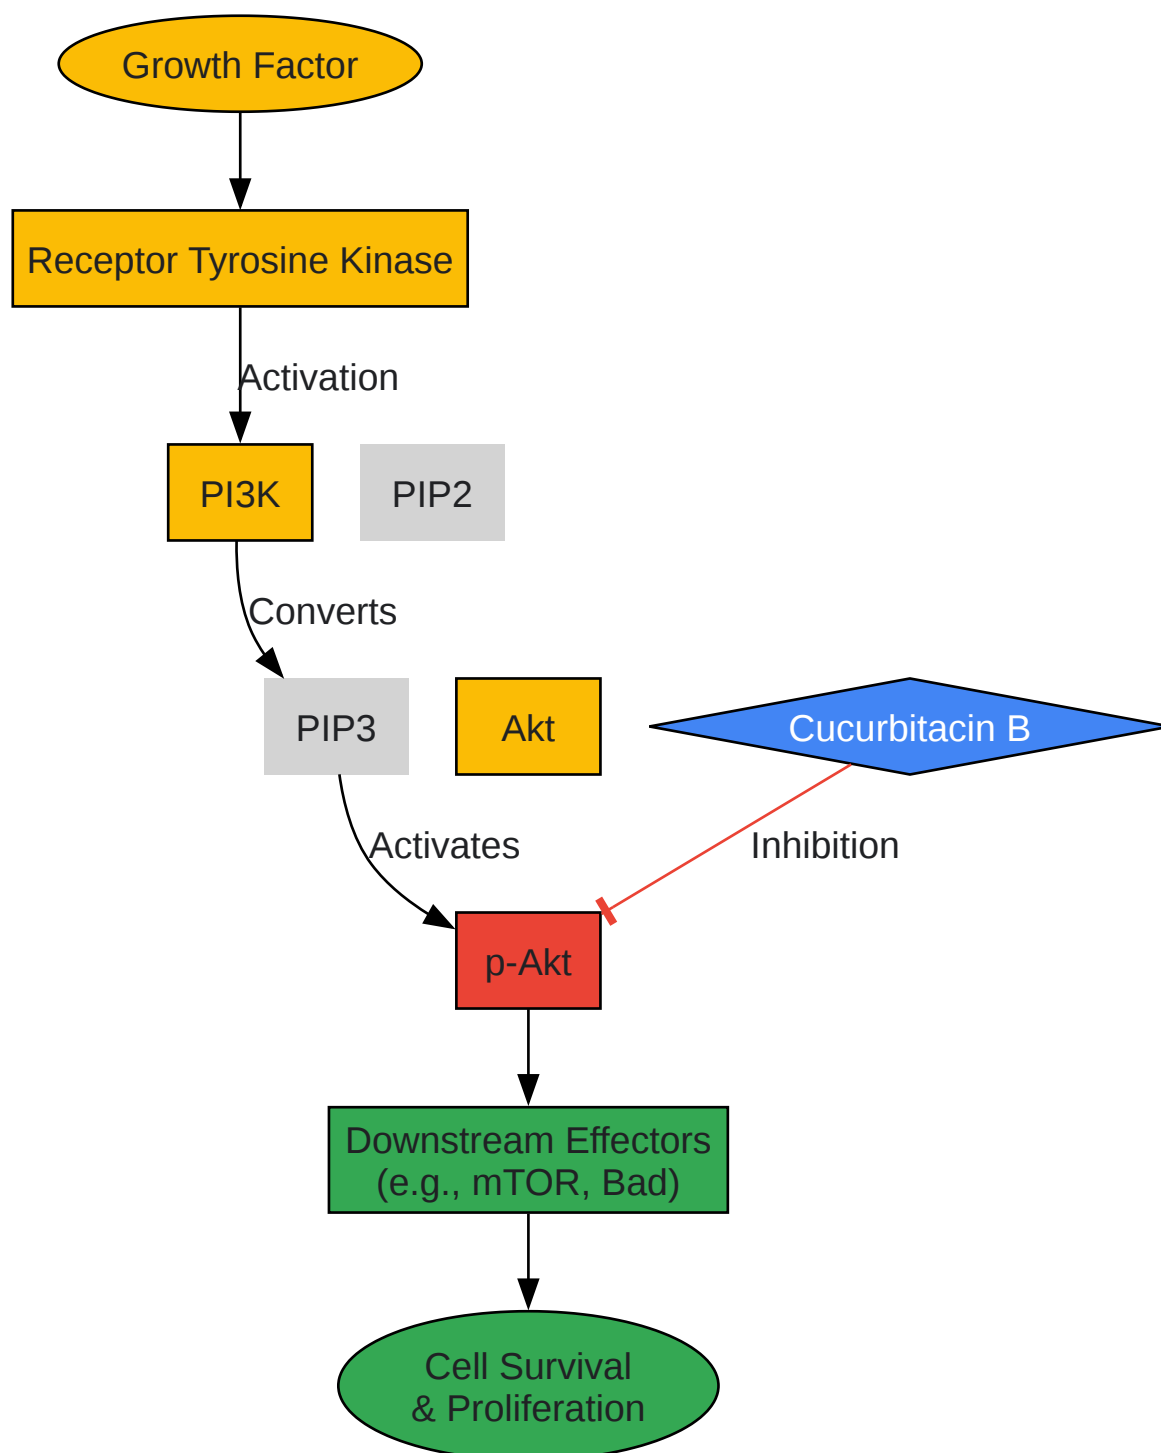 Growth Factor
Receptor Tyrosine Kinase
Activation
PI3K
PIP2
Converts
PIP3
Akt
Cucurbitacin B
Activates
Inhibition
p-Akt
Downstream Effectors
(e.g., mTOR, Bad)
Cell Survival
& Proliferation